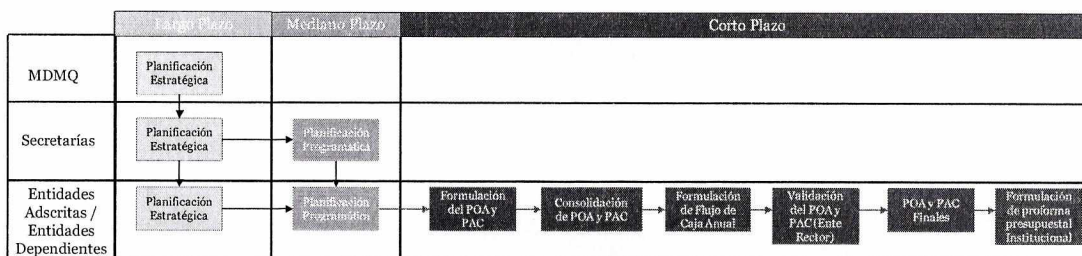 Largo Plazo
Mediano Plazo
Corto Plazo
MDMQ
Planificación
Estratégica
Secretarías
Planificación
Estratégica
Planificación
Programática
Entidades
Adscritas /
Entidades
Dependientes
Planificación
Estratégica
Planificación
Programática
Formulación
del POA y
PAC
Consolidación
de POA y PAC
Formulación
de Flujo de
Caja Anual
Validación
del POA y
PAC(Ente
Rector)
POA y PAC
Finales
Formulación
de proforma
presupuestal
Institucional